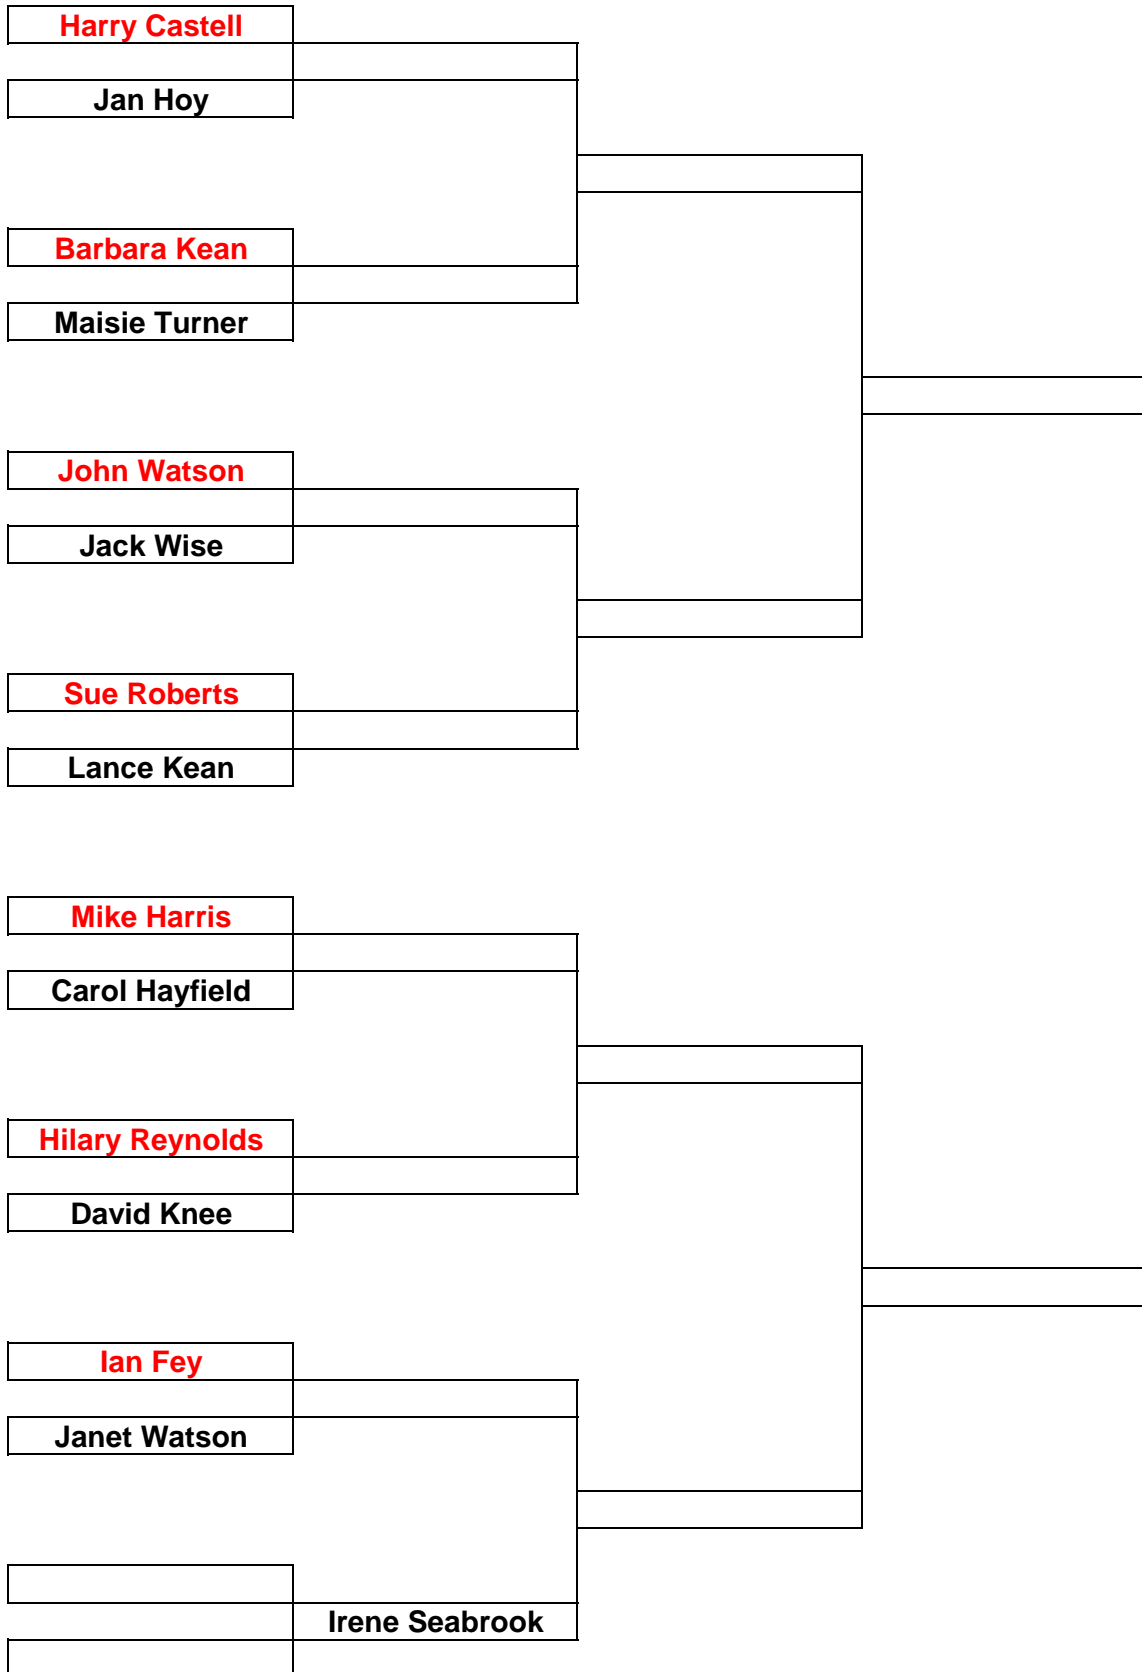 Harry Castell
Jan Hoy
Barbara Kean
Maisie Turner
John Watson
Jack Wise
Sue Roberts
Lance Kean
Mike Harris
Carol Hayfield
Hilary Reynolds
David Knee
Ian Fey
Janet Watson
Irene Seabrook